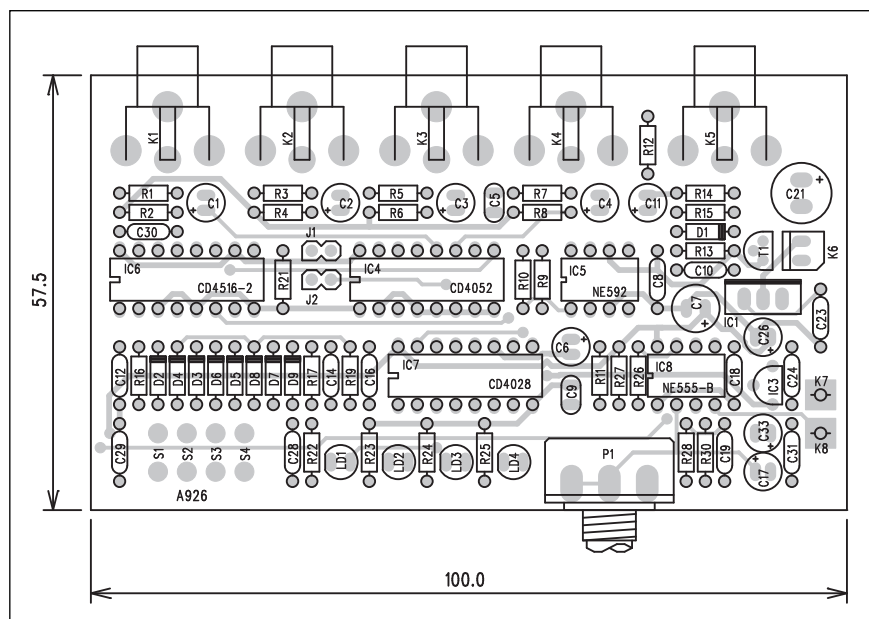 K1 K2 K3 K4 K5
R12
R1 R3 R5 R7 R14
C1 C2 C3 C5 C4 C11 C21
R2 R4 R6 R8 R15
C30 J1 D1
R13 T1 K6
IC6 R21 IC4 R10 R9 IC5 C8 C10
CD4516-2 CD4052 NE592
J2
C7 IC1 C26 C23
57.5
C6
C12 R16 D2 D4 D3 D6 D5 D8 D7 D9 R17 C14 R19 C16 IC7 R11 R27 R26 IC8 C18 IC3 C24 K7
CD4028 C9 NE555-B
C29 S1 S2 S3 S4 C28 R22 LD1 R23 LD2 R24 LD3 R25 LD4 P1 R28 R30 C19 C33 C31 K8
C17
A926
100.0